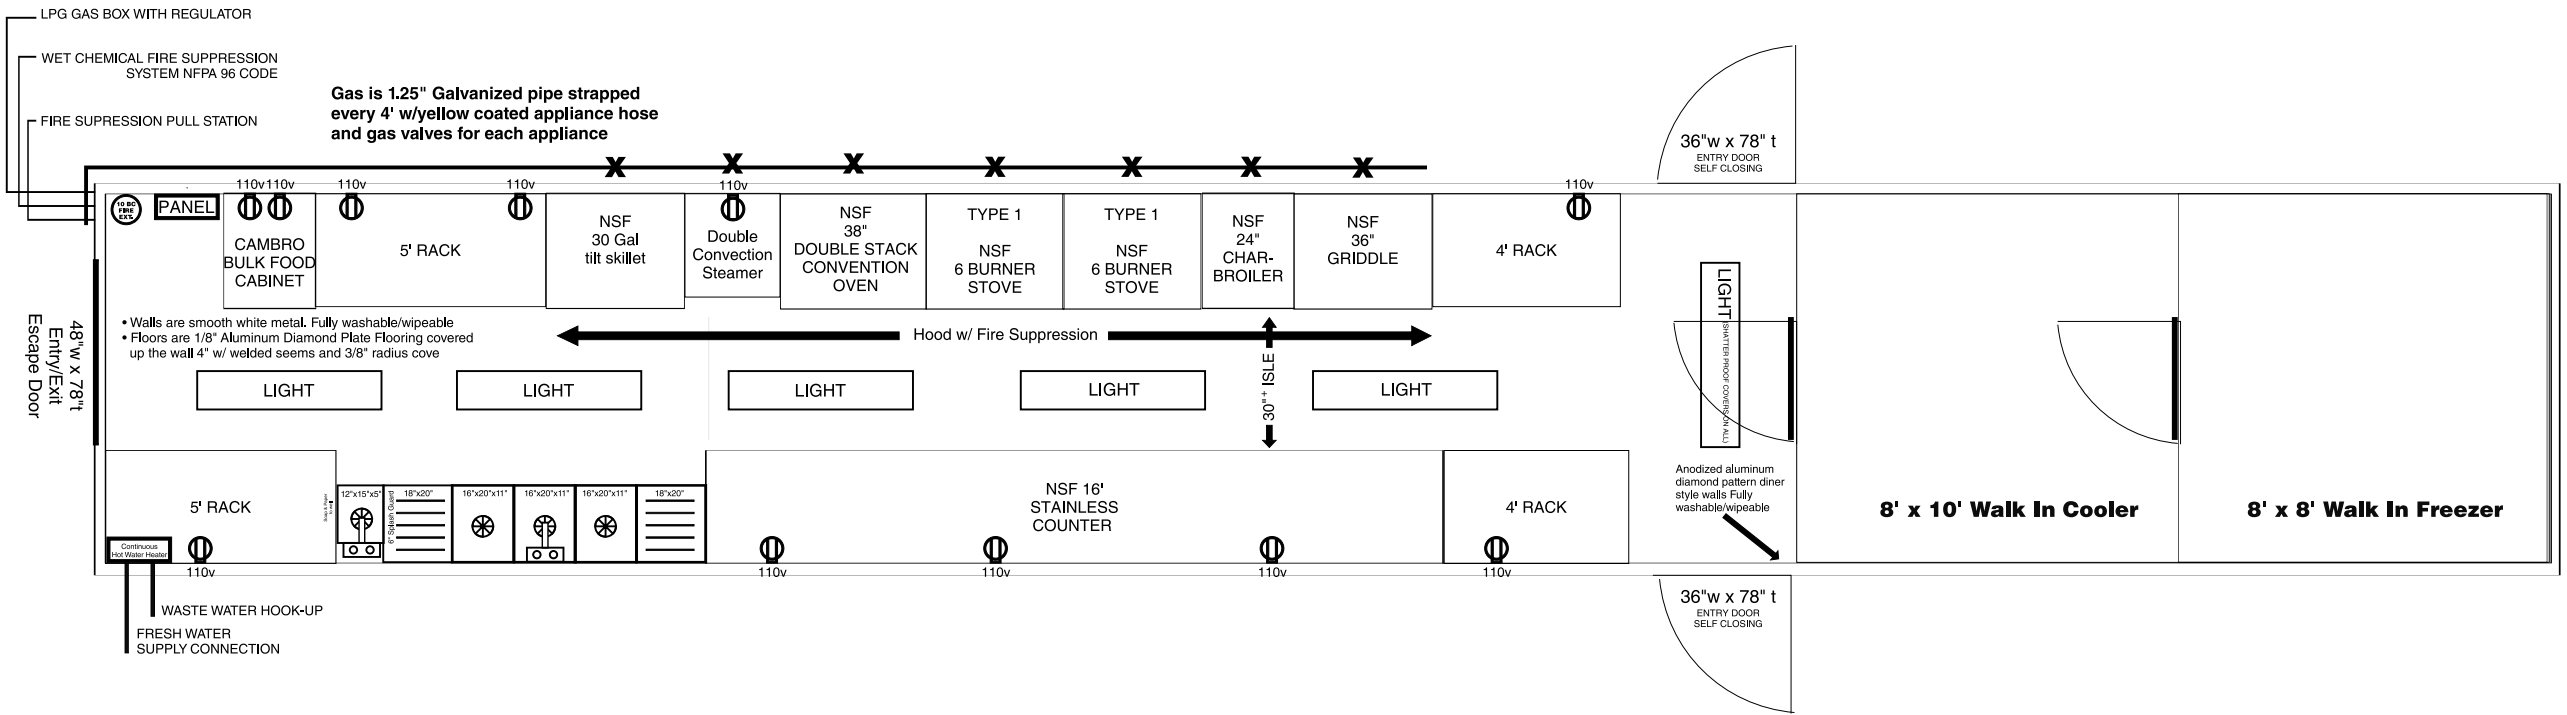 LPG GAS BOX WITH REGULATOR
WET CHEMICAL FIRE SUPPRESSION
SYSTEM NFPA 96 CODE
FIRE SUPRESSION PULL STATION
Gas is 1.25" Galvanized pipe strapped
every 4' w/yellow coated appliance hose
and gas valves for each appliance
X X X X X X X
36"w x 78" t
ENTRY DOOR
SELF CLOSING
110v 110v 110v 110v 110v 110v
10 BC
FIRE
EXT.
PANEL
CAMBRO
BULK FOOD
CABINET
5' RACK
NSF
30 Gal
tilt skillet
Double
Convection
Steamer
NSF
38"
DOUBLE STACK
CONVENTION
OVEN
TYPE 1
NSF
6 BURNER
STOVE
TYPE 1
NSF
6 BURNER
STOVE
NSF
24"
CHAR-
BROILER
NSF
36"
GRIDDLE
4' RACK
48"w x 78"t
Entry/Exit
Escape Door
• Walls are smooth white metal. Fully washable/wipeable
• Floors are 1/8" Aluminum Diamond Plate Flooring covered
up the wall 4" w/ welded seems and 3/8" radius cove
Hood w/ Fire Suppression
30"+ ISLE
LIGHT
LIGHT
LIGHT
LIGHT
LIGHT
LIGHT (SHATTER PROOF COVERS ON ALL)
5' RACK
Soap & Paper
12"x15"x5"
6" Splash Guard
18"x20"
16"x20"x11"
16"x20"x11"
16"x20"x11"
18"x20"
NSF 16'
STAINLESS
COUNTER
4' RACK
Anodized aluminum
diamond pattern diner
style walls Fully
washable/wipeable
8' x 10' Walk In Cooler
8' x 8' Walk In Freezer
Continuous
Hot Water Heater
110v 110v 110v 110v 110v
WASTE WATER HOOK-UP
FRESH WATER
SUPPLY CONNECTION
36"w x 78" t
ENTRY DOOR
SELF CLOSING